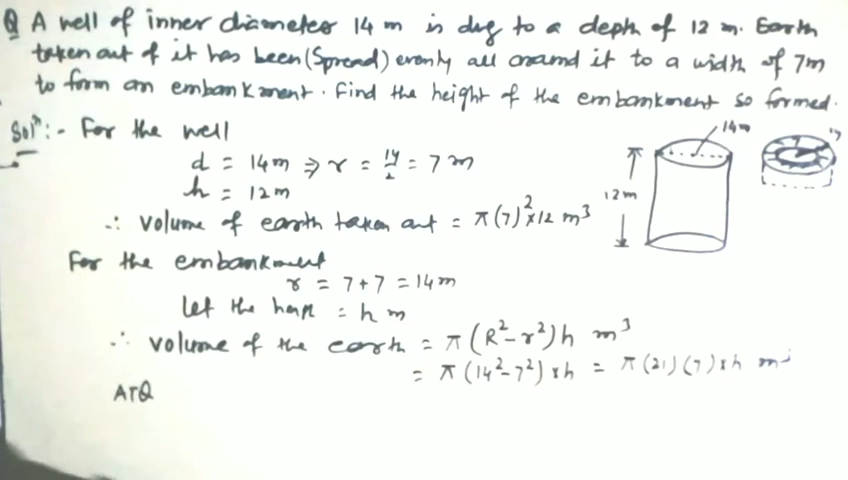 Q A well of inner diameter 14 m is dug to a depth of 12 m. Earth
taken out of it has been (Spread) evenly all around it to a width of 7m
to form an embankment. Find the height of the embankment so formed.
Solⁿ:- For the well
d = 14m ⇒ r = 14/2 = 7 m
h = 12m
∴ volume of earth taken out = π(7)²×12 m³
14m
12m
For the embankment
r = 7+7 = 14m
Let the = h m
∴ volume of the earth = π(R²-r²)h m³
= π(14²-7²)×h = π(21)(7)×h m³
ATQ